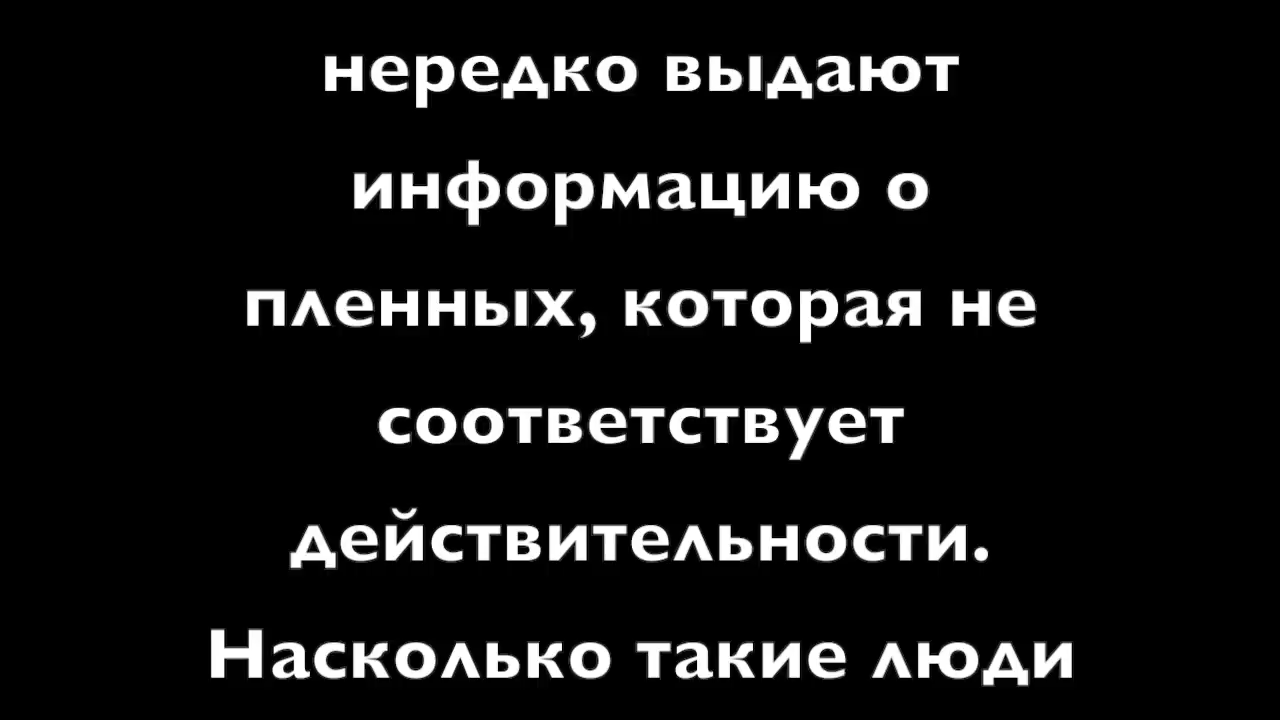 нередко выдают
информацию о
пленных, которая не
соответствует
действительности.
Насколько такие люди